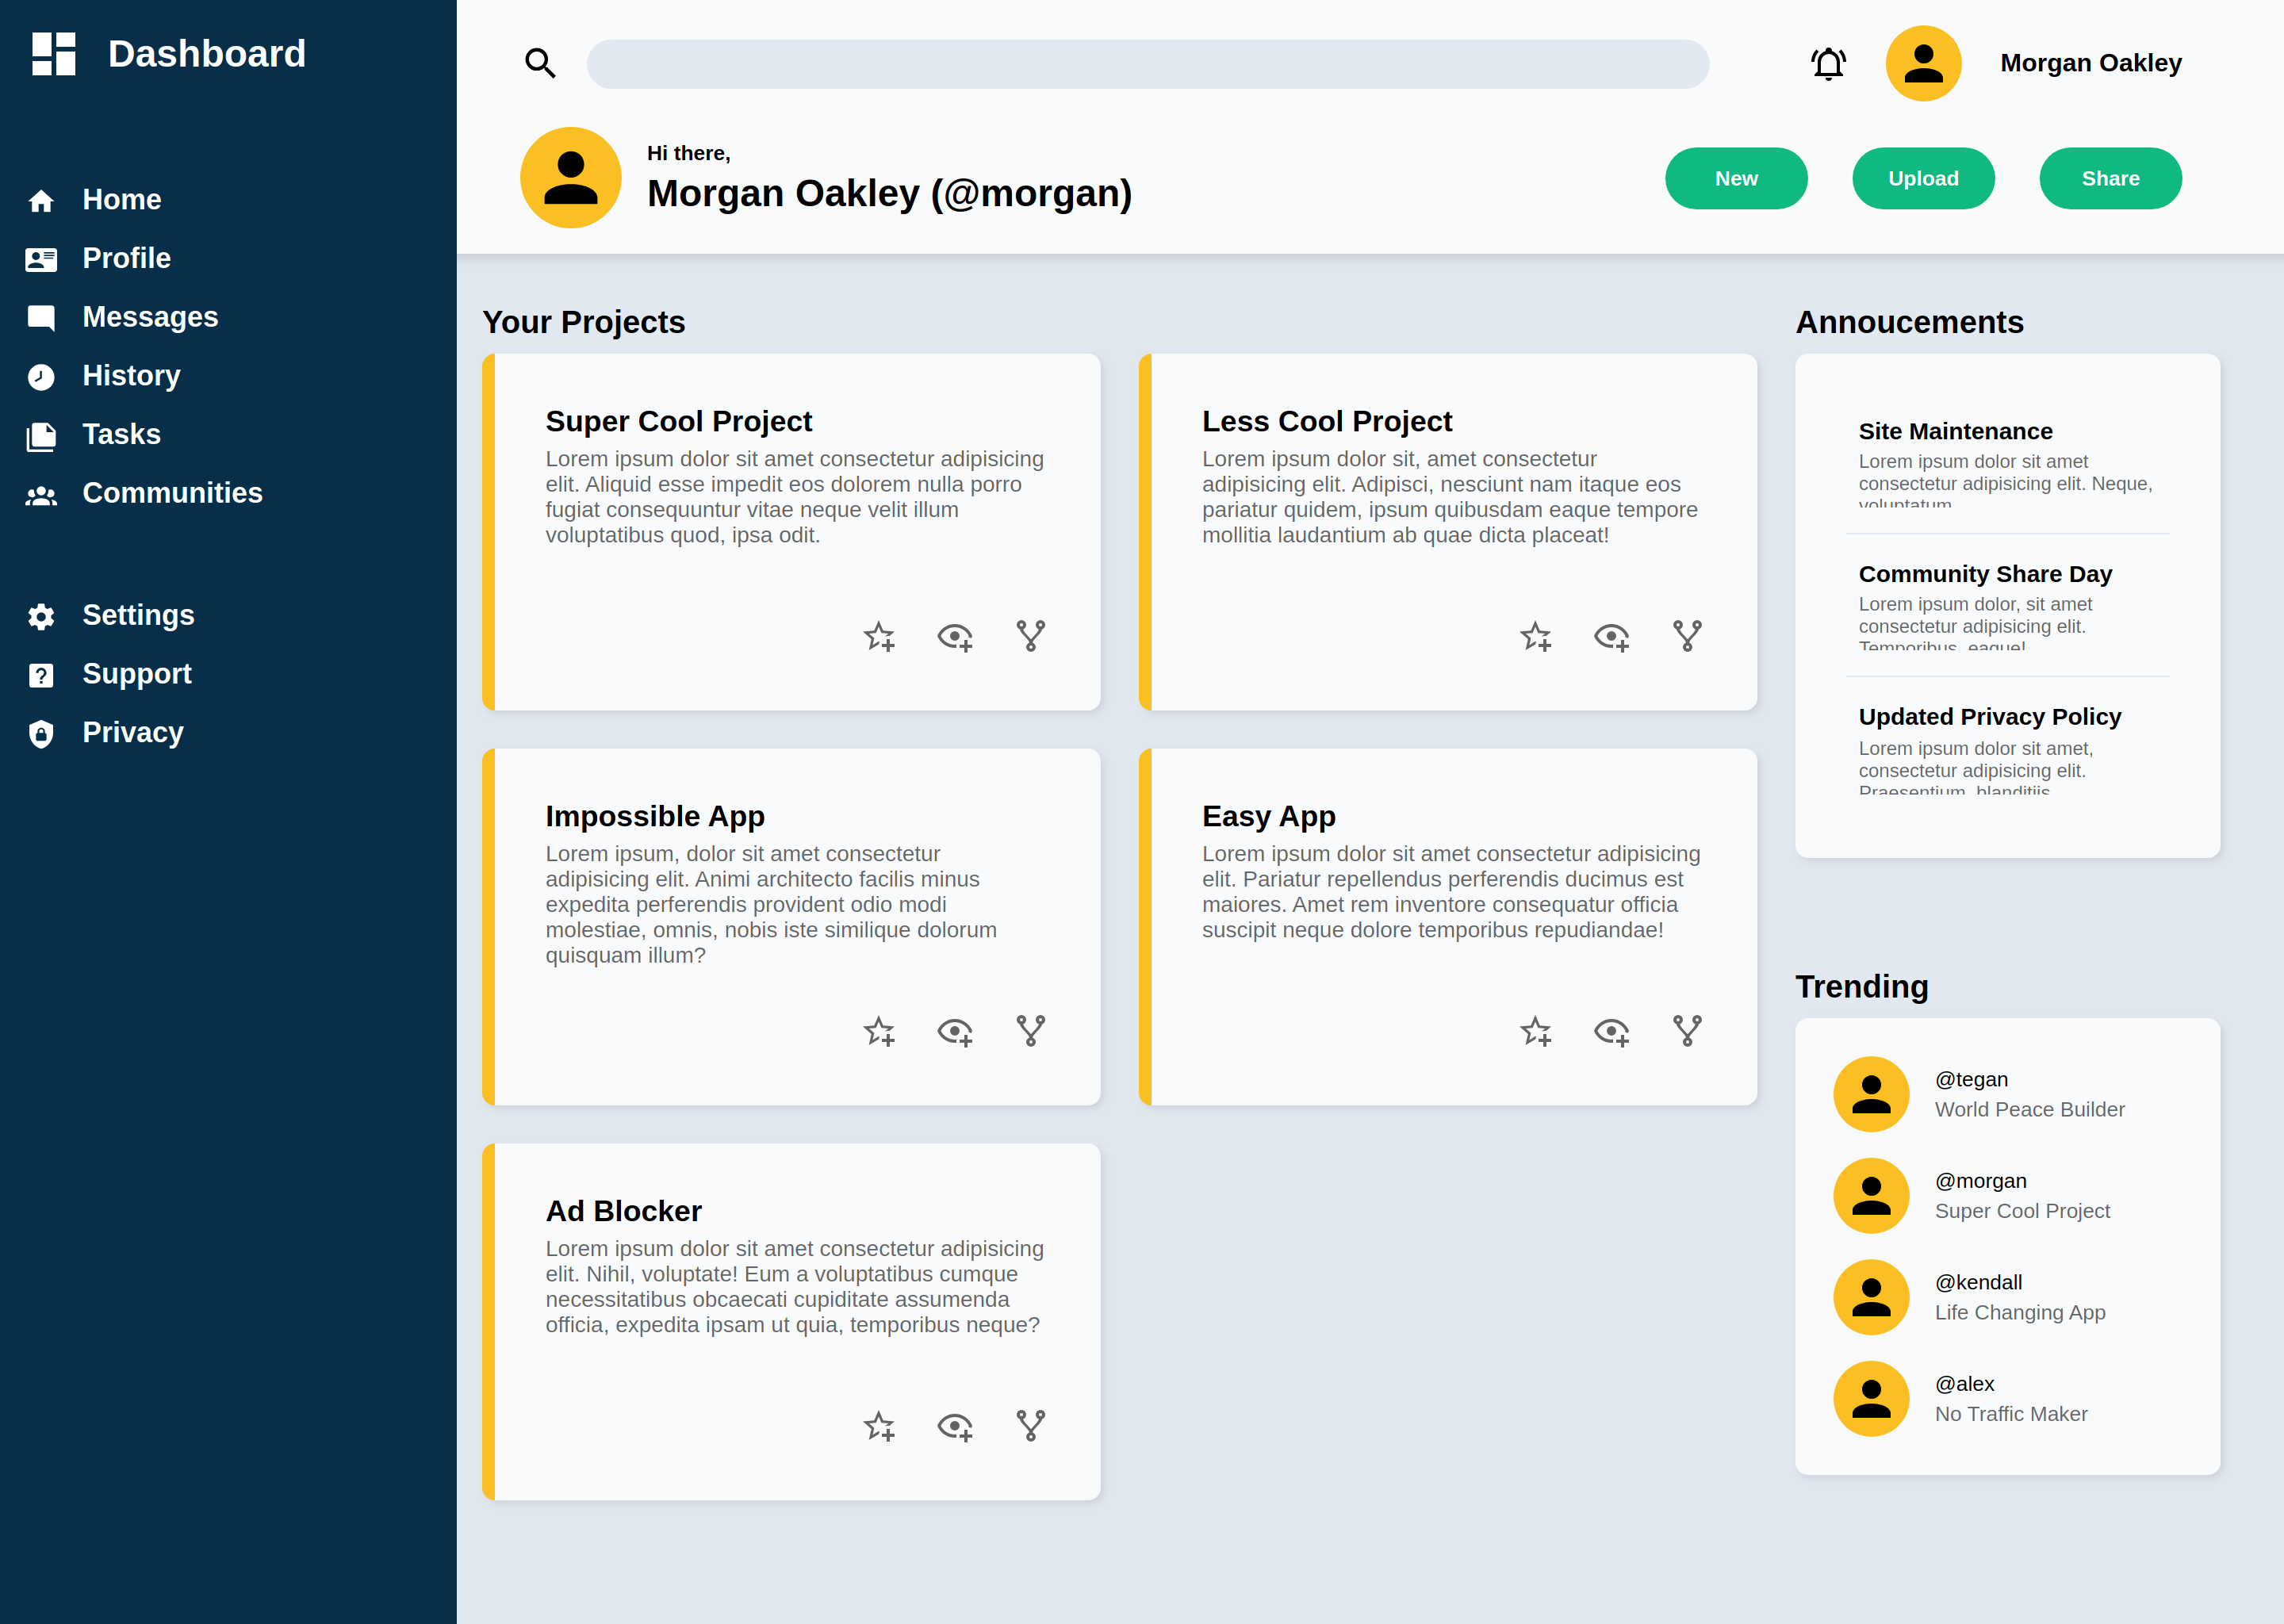 Dashboard
Home
Profile
Messages
History
Tasks
Communities
Settings
Support
Privacy
Morgan Oakley
Hi there,
Morgan Oakley (@morgan)
New
Upload
Share
Your Projects
Super Cool Project
Lorem ipsum dolor sit amet consectetur adipisicing
elit. Aliquid esse impedit eos dolorem nulla porro
fugiat consequuntur vitae neque velit illum
voluptatibus quod, ipsa odit.
Less Cool Project
Lorem ipsum dolor sit, amet consectetur
adipisicing elit. Adipisci, nesciunt nam itaque eos
pariatur quidem, ipsum quibusdam eaque tempore
mollitia laudantium ab quae dicta placeat!
Impossible App
Lorem ipsum, dolor sit amet consectetur
adipisicing elit. Animi architecto facilis minus
expedita perferendis provident odio modi
molestiae, omnis, nobis iste similique dolorum
quisquam illum?
Easy App
Lorem ipsum dolor sit amet consectetur adipisicing
elit. Pariatur repellendus perferendis ducimus est
maiores. Amet rem inventore consequatur officia
suscipit neque dolore temporibus repudiandae!
Ad Blocker
Lorem ipsum dolor sit amet consectetur adipisicing
elit. Nihil, voluptate! Eum a voluptatibus cumque
necessitatibus obcaecati cupiditate assumenda
officia, expedita ipsam ut quia, temporibus neque?
Annoucements
Site Maintenance
Lorem ipsum dolor sit amet
consectetur adipisicing elit. Neque,
voluptatum.
Community Share Day
Lorem ipsum dolor, sit amet
consectetur adipisicing elit.
Temporibus, eaque!
Updated Privacy Policy
Lorem ipsum dolor sit amet,
consectetur adipisicing elit.
Praesentium, blanditiis.
Trending
@tegan
World Peace Builder
@morgan
Super Cool Project
@kendall
Life Changing App
@alex
No Traffic Maker